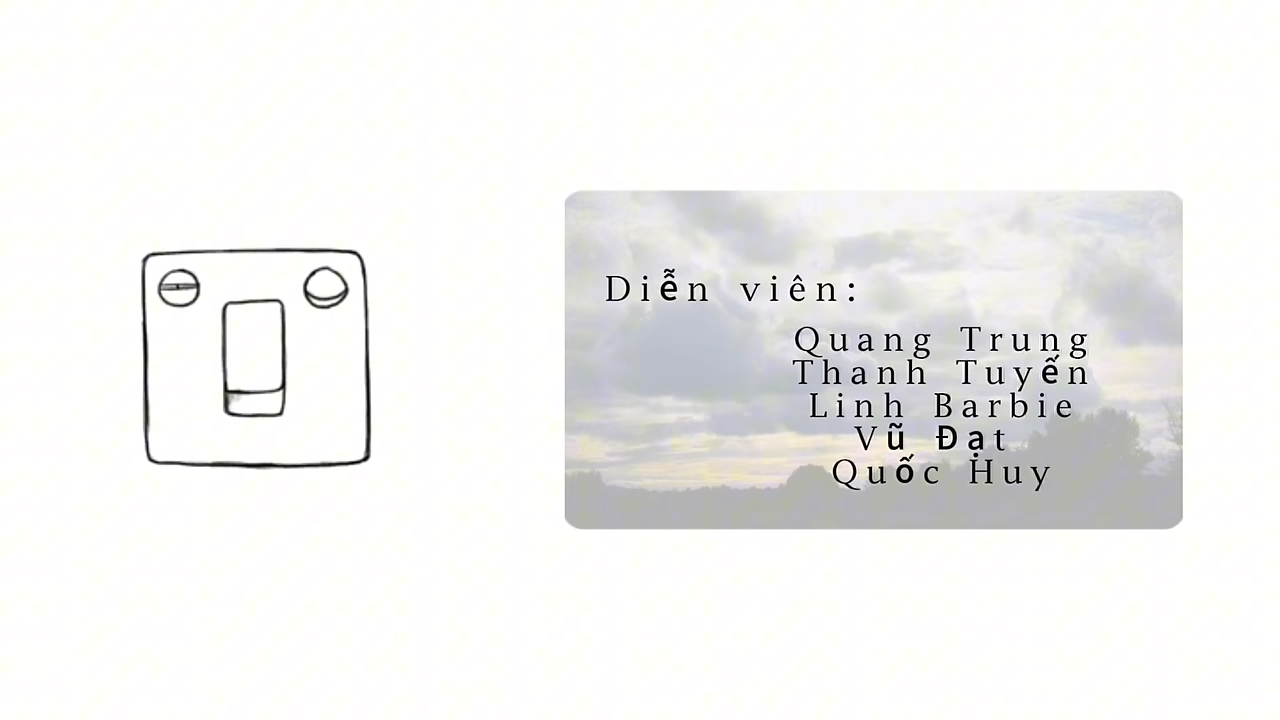 Diễn viên:
Quang Trung
Thanh Tuyến
Linh Barbie
Vũ Đạt
Quốc Huy